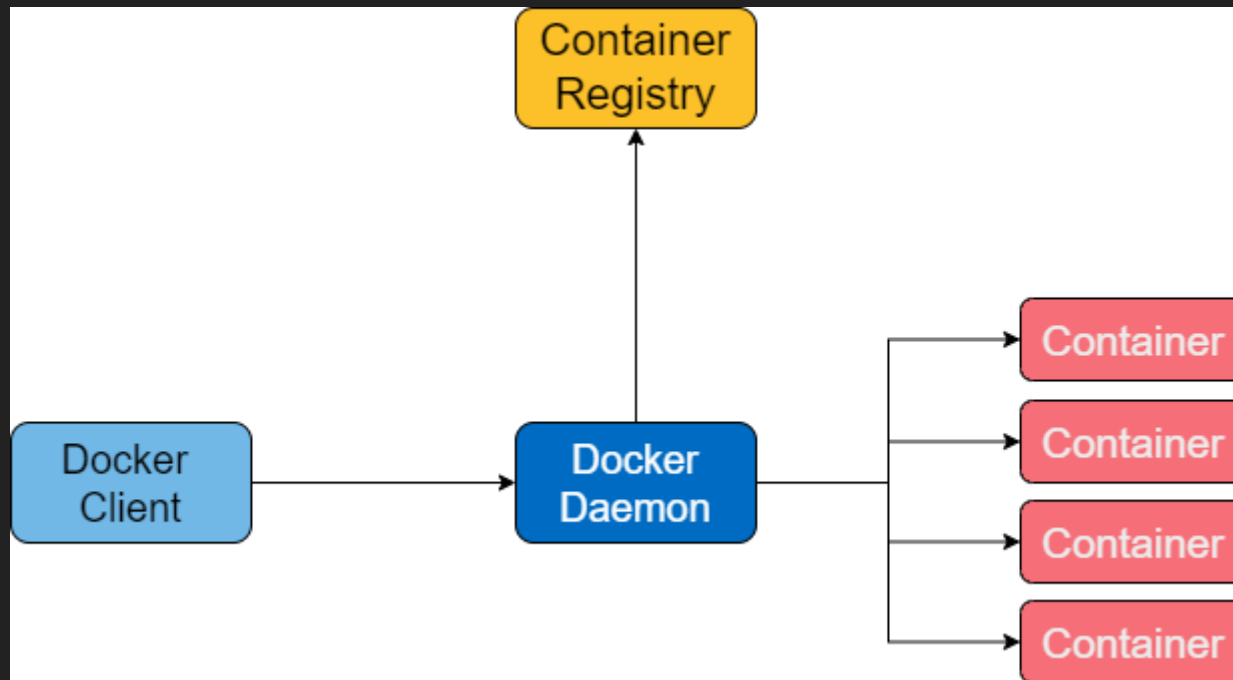 Container
Registry
Docker
Client
Docker
Daemon
Container
Container
Container
Container